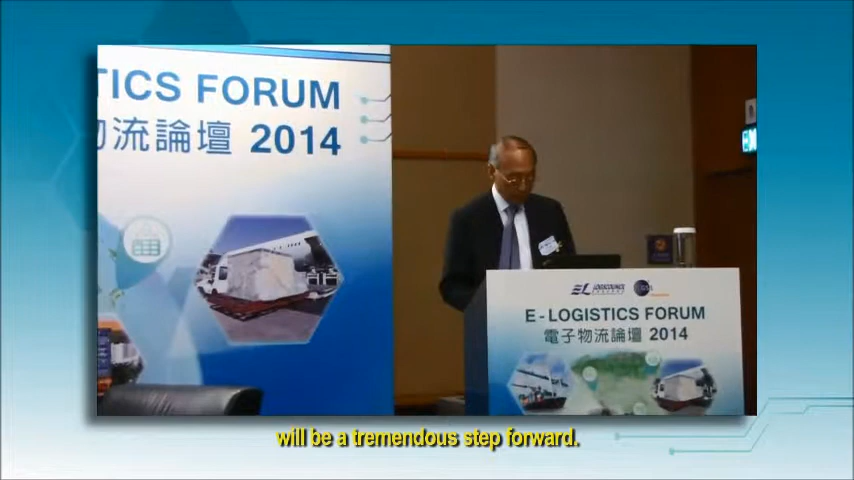 TICS FORUM
物流論壇 2014
LOGICOUNCIL
E-LOGISTICS FORUM
電子物流論壇 2014
will be a tremendous step forward.